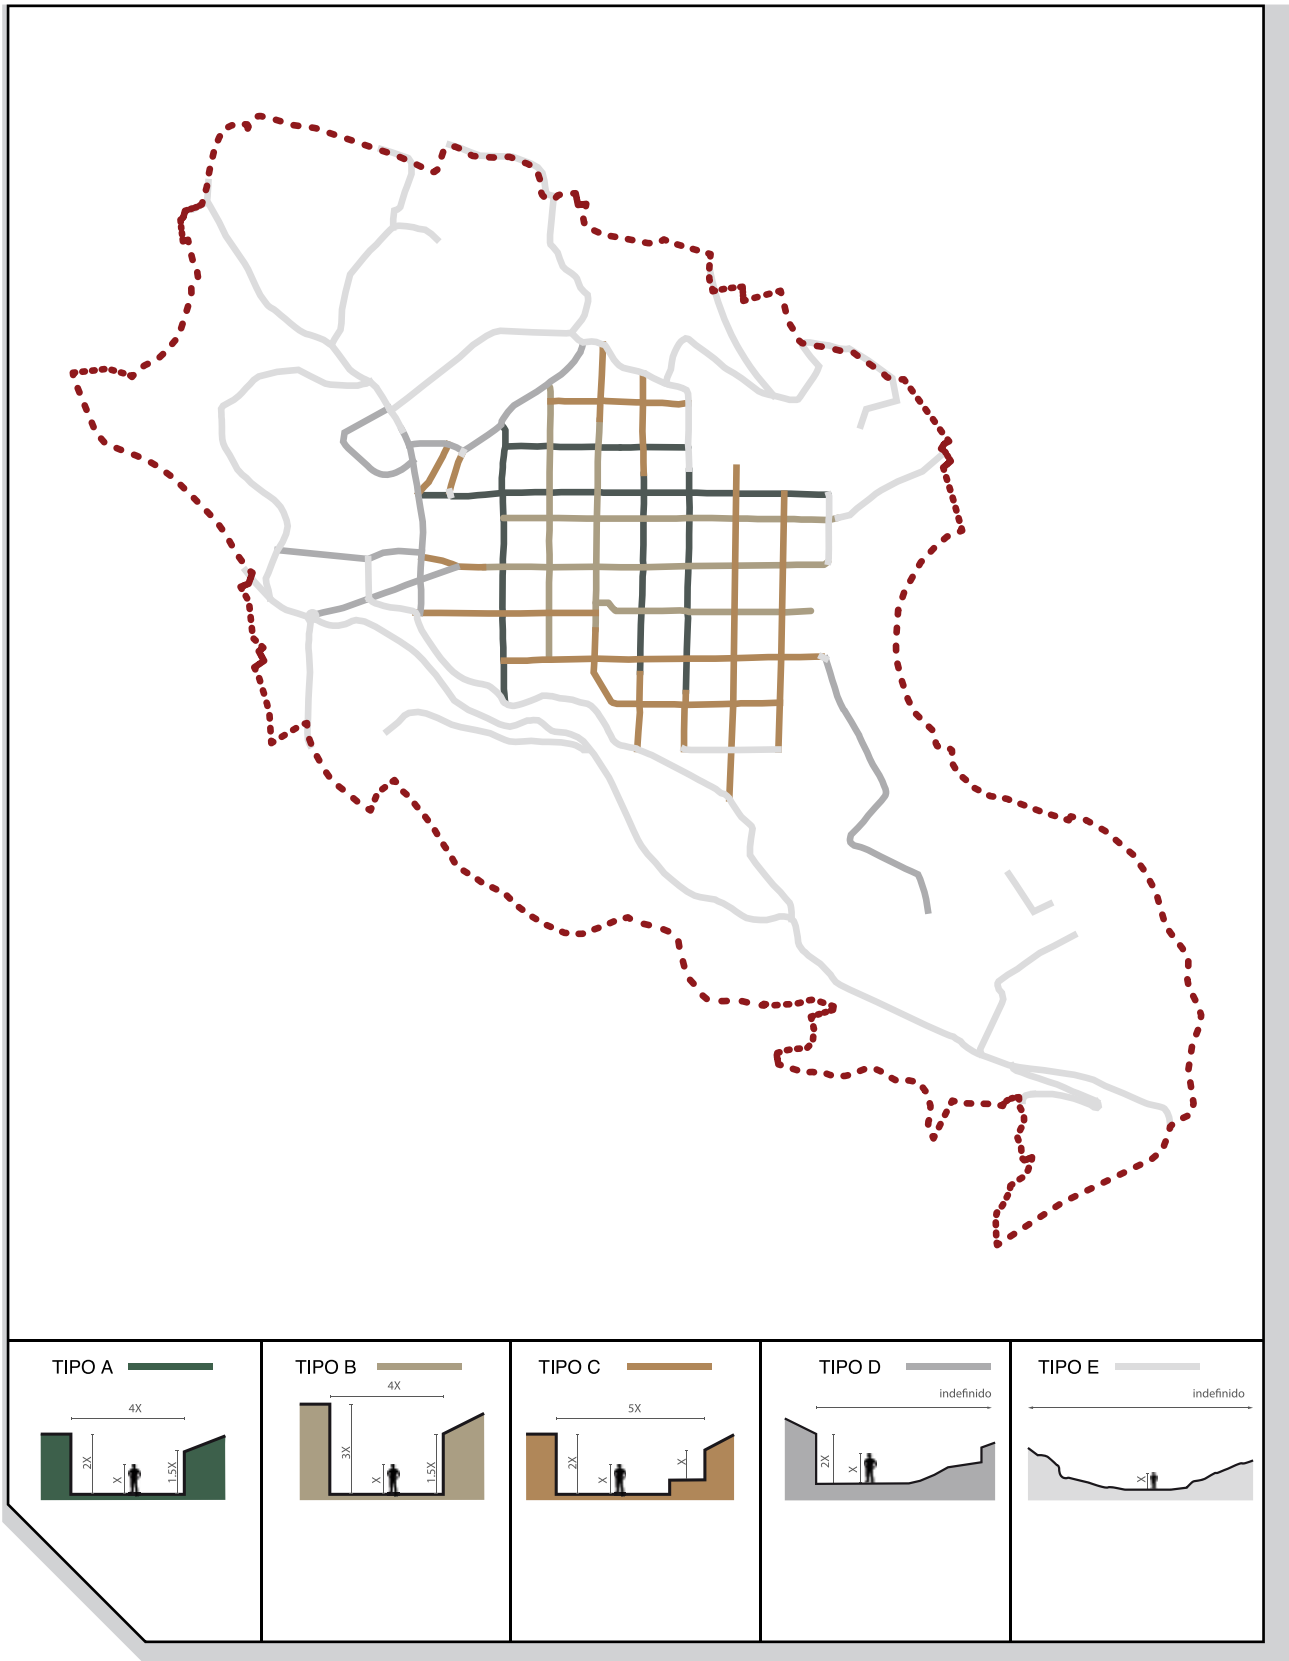 TIPO A
4X
2X
X
1.5X
TIPO B
4X
3X
X
1.5X
TIPO C
5X
2X
X
X
TIPO D
indefinido
2X
X
TIPO E
indefinido
X